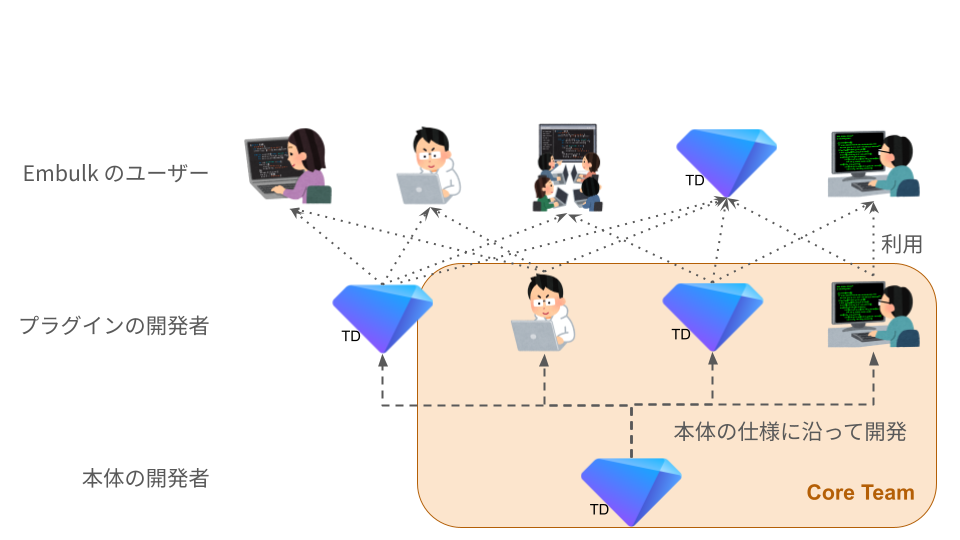 Embulk のユーザー
TD
利用
プラグインの開発者
TD
TD
本体の仕様に沿って開発
本体の開発者
TD
Core Team